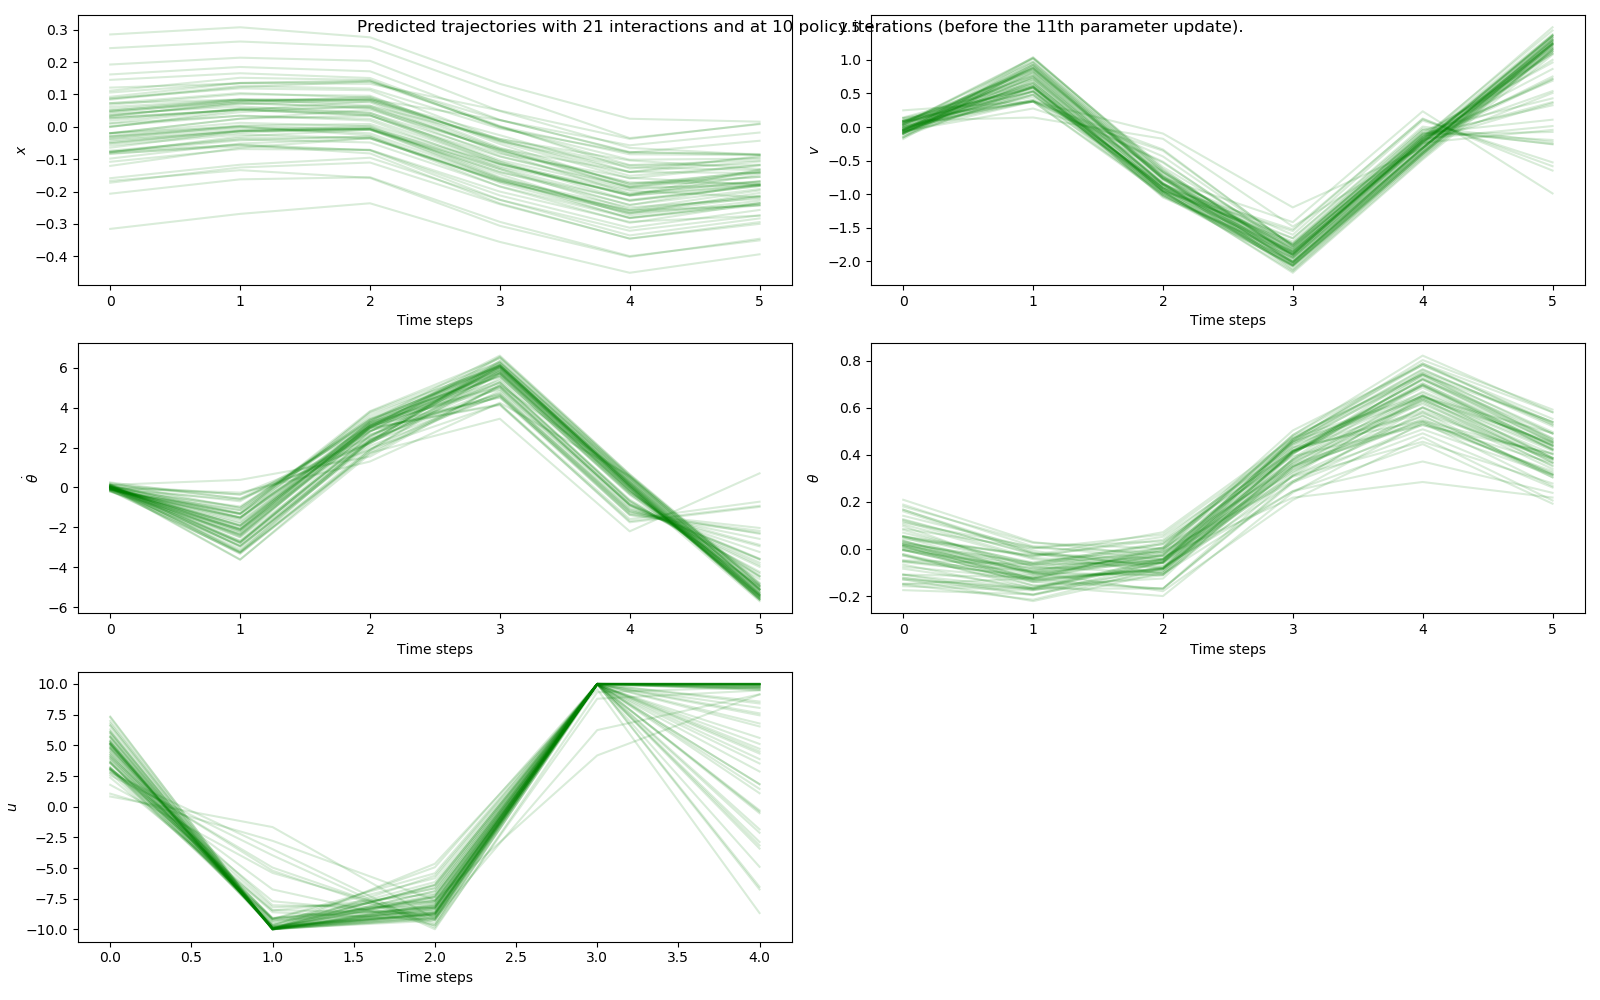 Predicted trajectories with 21 interactions and at 10 policy iterations (before the 11th parameter update).
0.3
0.2
0.1
0.0
−0.1
−0.2
−0.3
−0.4
x
0 1 2 3 4 5
Time steps
1.5
1.0
0.5
0.0
−0.5
−1.0
−1.5
−2.0
v
0 1 2 3 4 5
Time steps
6
4
2
0
−2
−4
−6
θ̇
0 1 2 3 4 5
Time steps
0.8
0.6
0.4
0.2
0.0
−0.2
θ
0 1 2 3 4 5
Time steps
10.0
7.5
5.0
2.5
0.0
−2.5
−5.0
−7.5
−10.0
u
0.0 0.5 1.0 1.5 2.0 2.5 3.0 3.5 4.0
Time steps